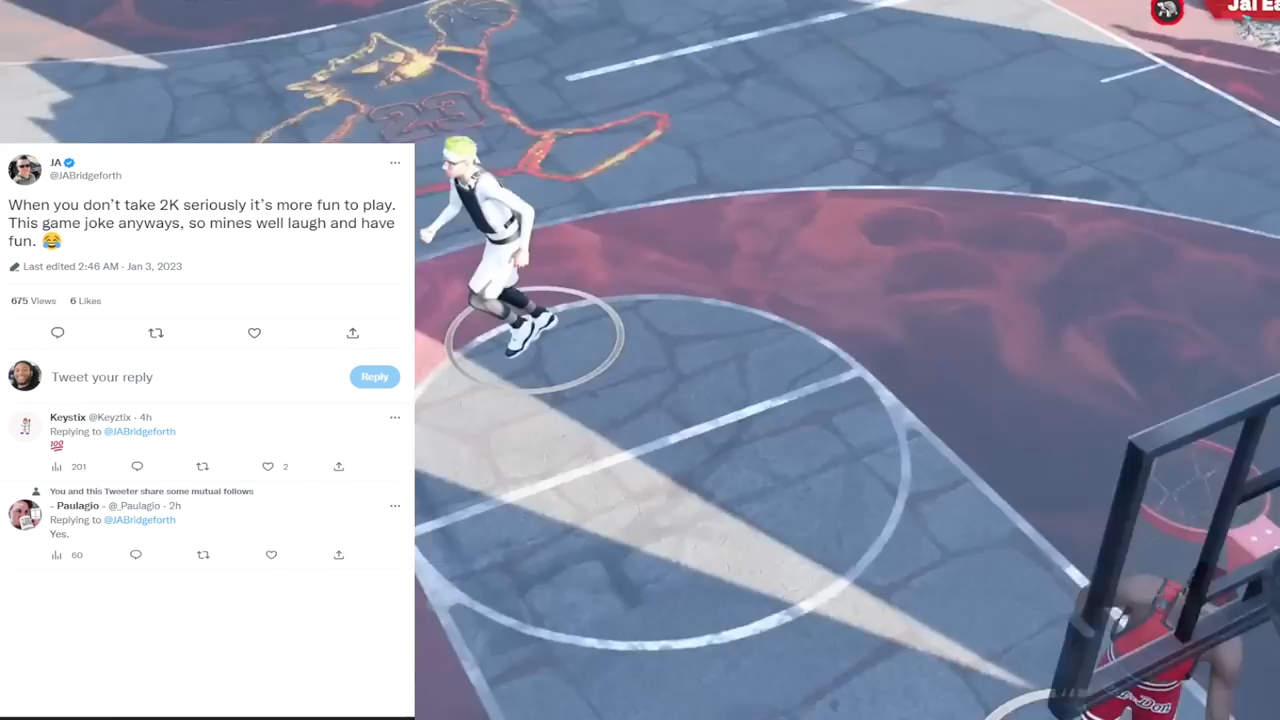 Jai Ea
23
JA
@JABridgeforth
When you don't take 2K seriously it's more fun to play.
This game joke anyways, so mines well laugh and have
fun. 😂
Last edited 2:46 AM · Jan 3, 2023
675 Views 6 Likes
Tweet your reply
Reply
Keystix @Keyztix · 4h
Replying to @JABridgeforth
💯
201
2
You and this Tweeter share some mutual follows
- Paulagio - @_Paulagio · 2h
Replying to @JABridgeforth
Yes.
60